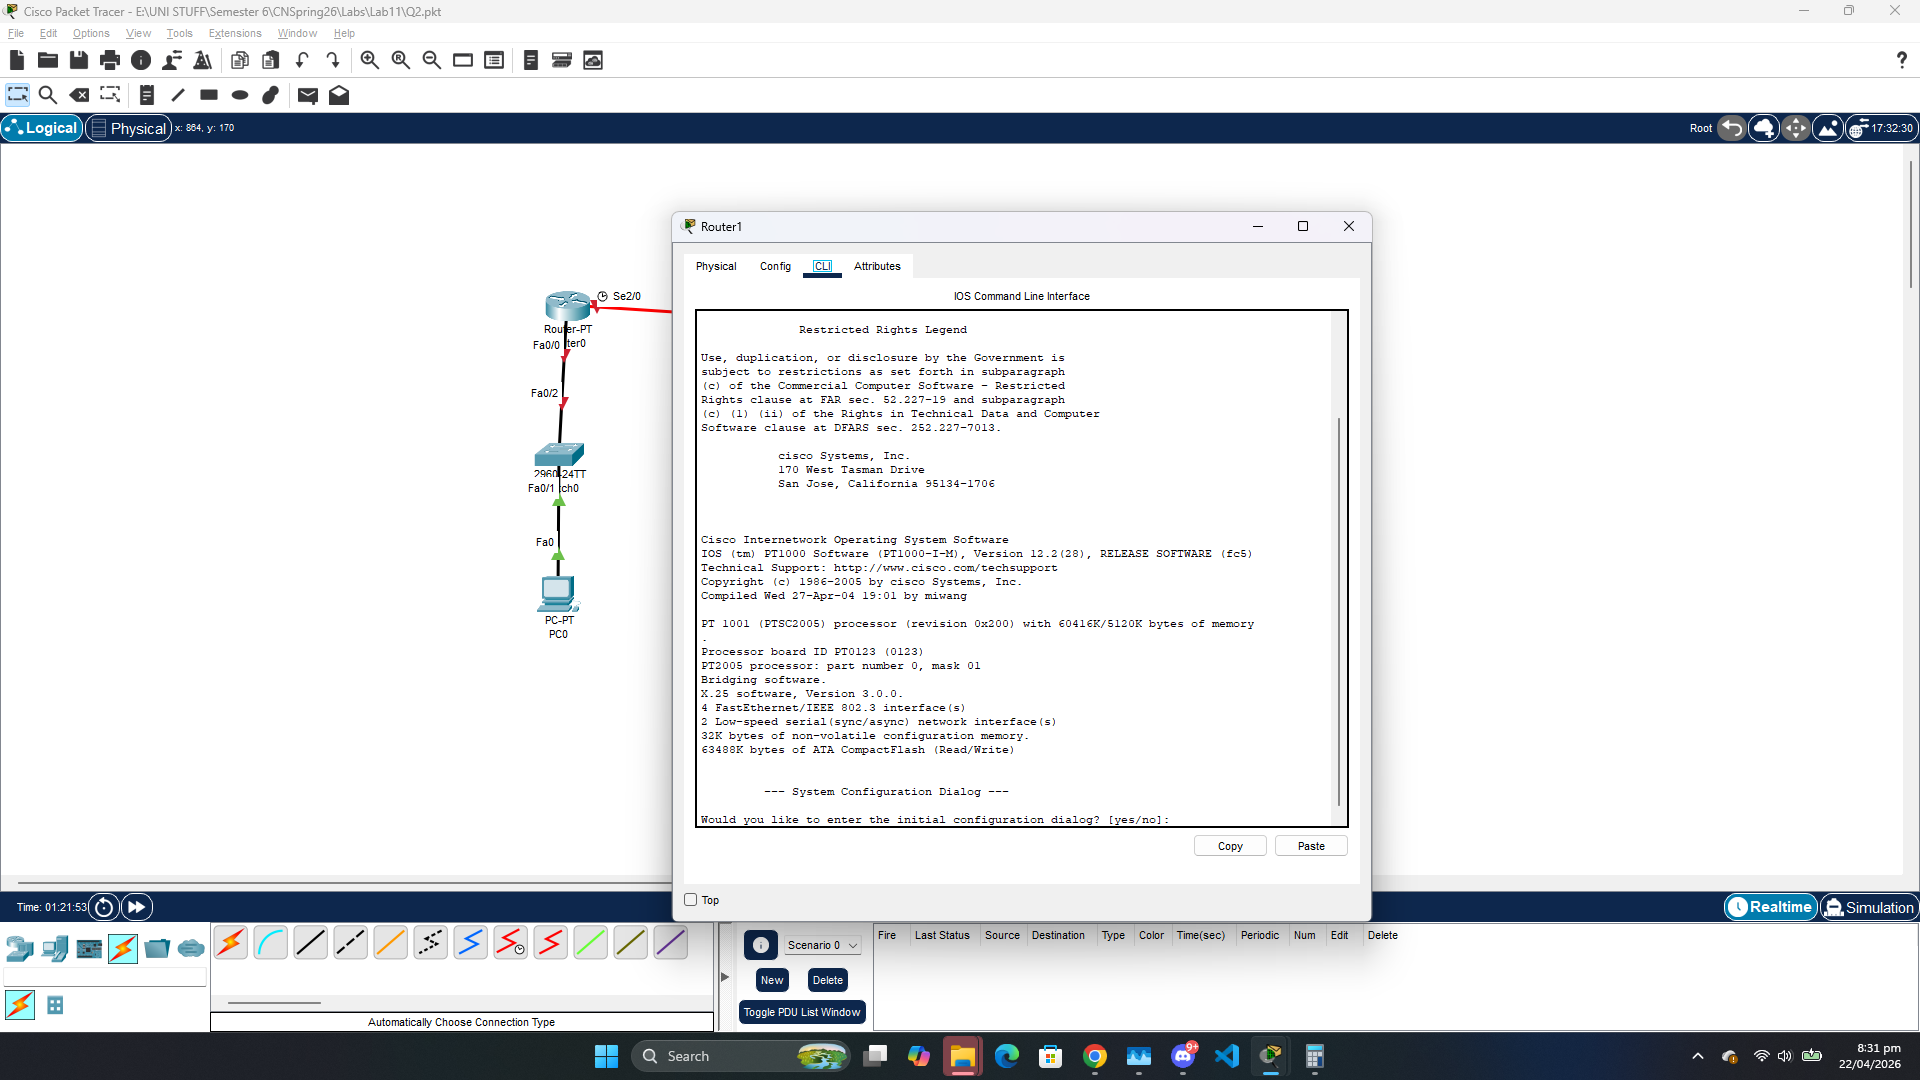 Cisco Packet Tracer - E:\UNI STUFF\Semester 6\CNSpring26\Labs\Lab11\Q2.pkt
File Edit Options View Tools Extensions Window Help
Logical Physical x: 864, y: 170
Root 17:32:30
Router1
Physical Config CLI Attributes
IOS Command Line Interface
Restricted Rights Legend
Use, duplication, or disclosure by the Government is
subject to restrictions as set forth in subparagraph
(c) of the Commercial Computer Software - Restricted
Rights clause at FAR sec. 52.227-19 and subparagraph
(c) (1) (ii) of the Rights in Technical Data and Computer
Software clause at DFARS sec. 252.227-7013.
cisco Systems, Inc.
170 West Tasman Drive
San Jose, California 95134-1706
Cisco Internetwork Operating System Software
IOS (tm) PT1000 Software (PT1000-I-M), Version 12.2(28), RELEASE SOFTWARE (fc5)
Technical Support: http://www.cisco.com/techsupport
Copyright (c) 1986-2005 by cisco Systems, Inc.
Compiled Wed 27-Apr-04 19:01 by miwang
PT 1001 (PTSC2005) processor (revision 0x200) with 60416K/5120K bytes of memory
.
Processor board ID PT0123 (0123)
PT2005 processor: part number 0, mask 01
Bridging software.
X.25 software, Version 3.0.0.
4 FastEthernet/IEEE 802.3 interface(s)
2 Low-speed serial(sync/async) network interface(s)
32K bytes of non-volatile configuration memory.
63488K bytes of ATA CompactFlash (Read/Write)
--- System Configuration Dialog ---
Would you like to enter the initial configuration dialog? [yes/no]:
Copy Paste
Top
Se2/0
Router-PT
Fa0/0 ter0
Fa0/2
2960-24TT
Fa0/1 tch0
Fa0
PC-PT
PC0
Time: 01:21:53
Realtime Simulation
Automatically Choose Connection Type
Scenario 0
New Delete
Toggle PDU List Window
Fire Last Status Source Destination Type Color Time(sec) Periodic Num Edit Delete
Search
9+
8:31 pm
22/04/2026